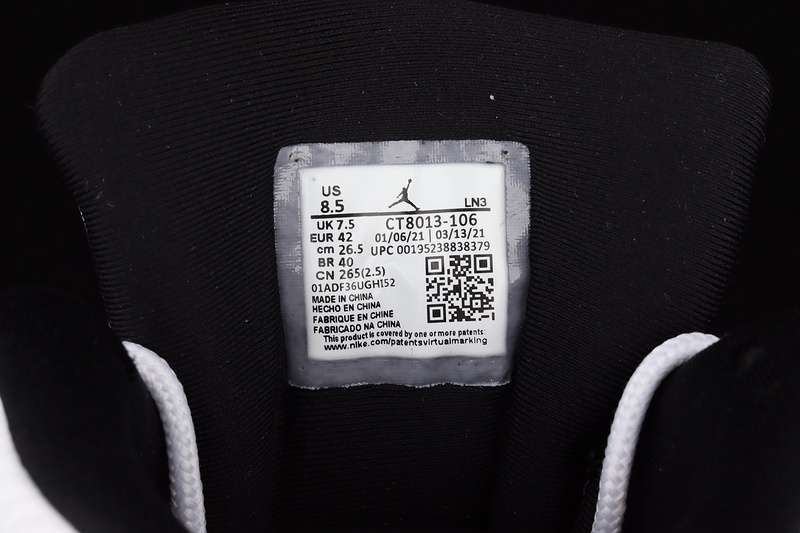 US
8.5
LN3
UK 7.5 CT8013-106
EUR 42 01/06/21 | 03/13/21
cm 26.5 UPC 00195238838379
BR 40
CN 265(2.5)
01ADF36UGH152
MADE IN CHINA
HECHO EN CHINA
FABRIQUE EN CHINE
FABRICADO NA CHINA
This product is covered by one or more patents:
www.nike.com/patentsvirtualmarking